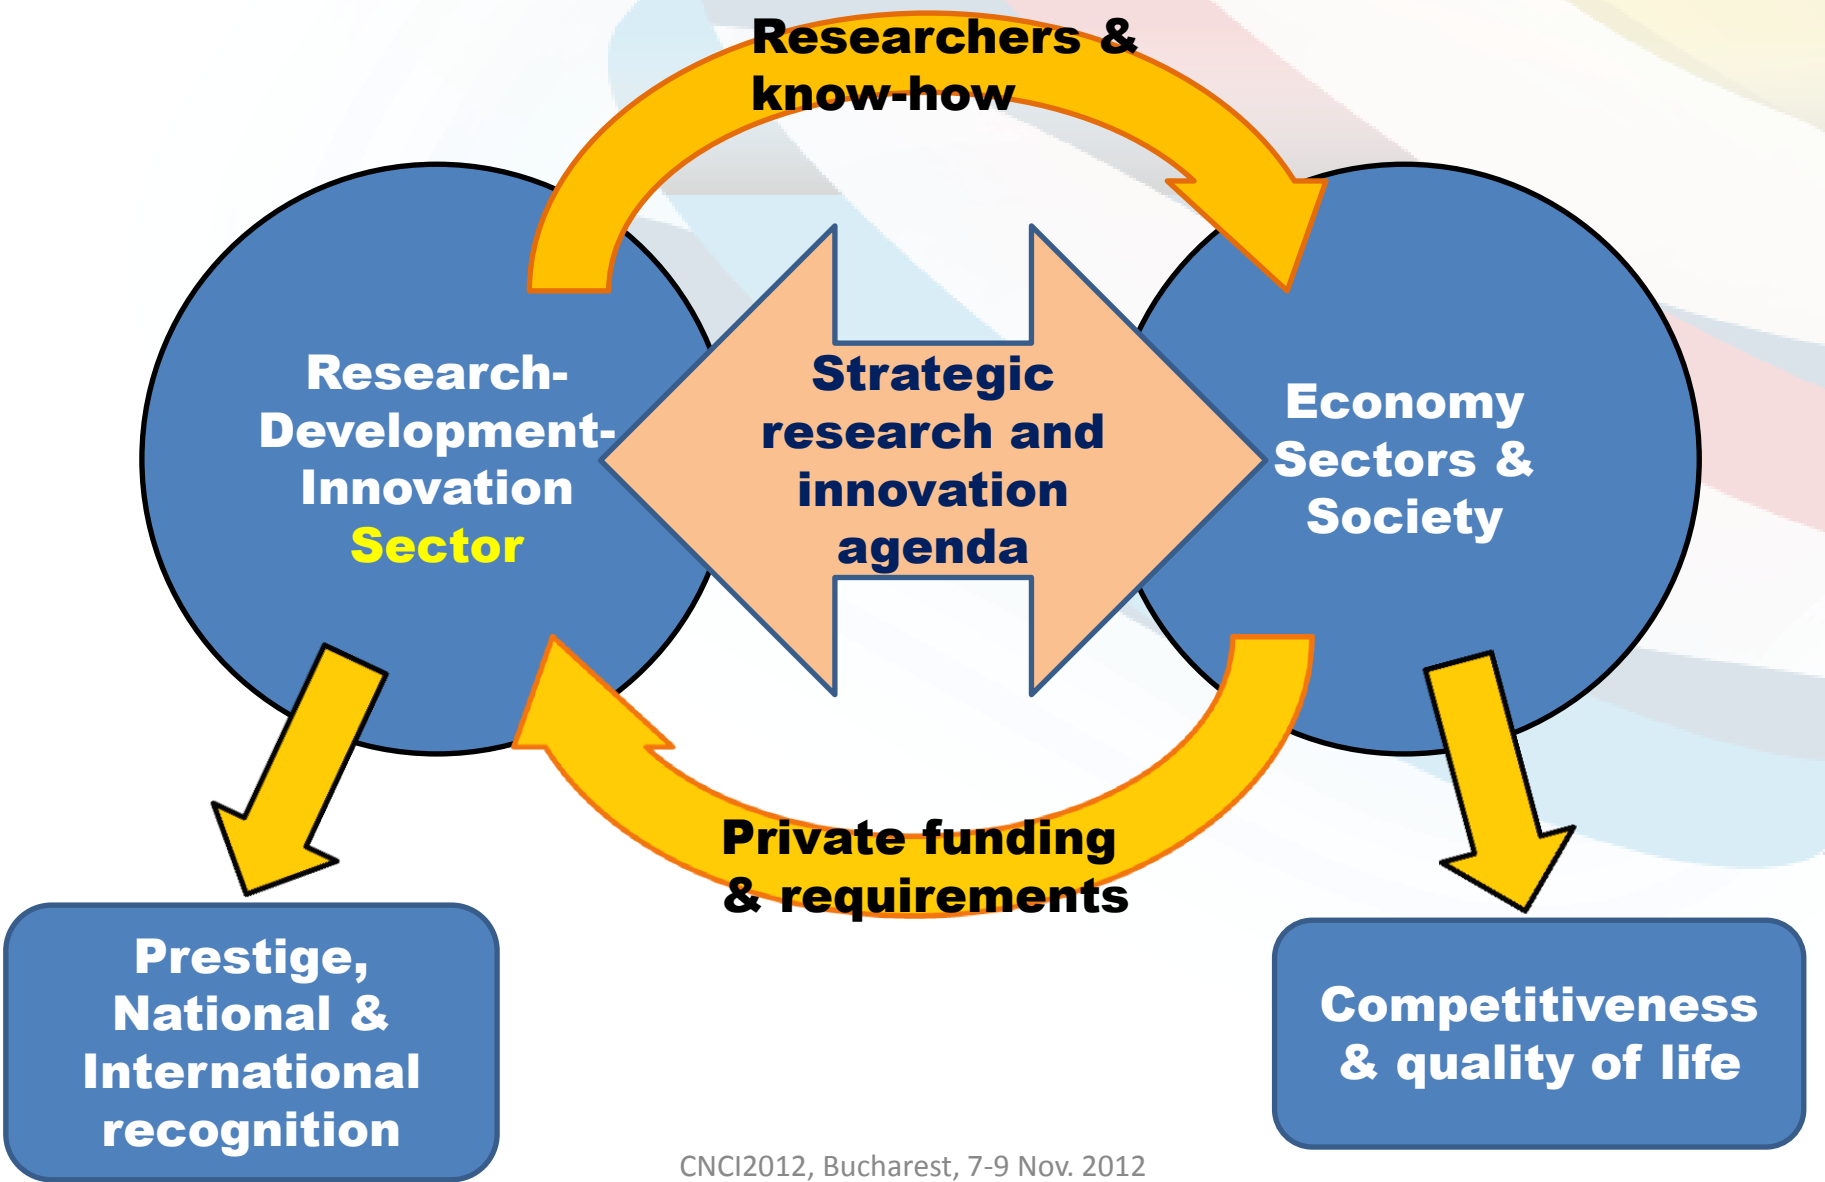 Researchers &
know-how
Research-
Development-
Innovation
Sector
Strategic
research and
innovation
agenda
Economy
Sectors &
Society
Private funding
& requirements
Prestige,
National &
International
recognition
Competitiveness
& quality of life
CNCI2012, Bucharest, 7-9 Nov. 2012